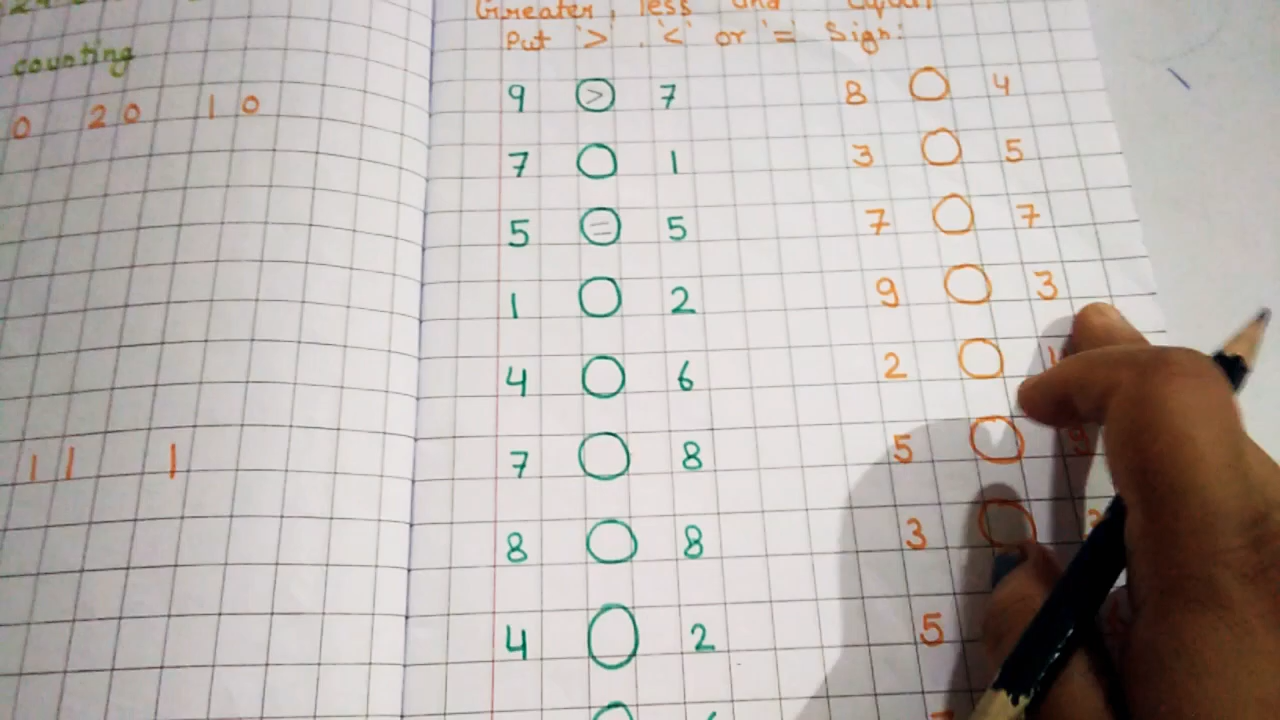 counting
0 20 10
11 1
Greater, less and equal
Put '>', '<' or '=' Sign:
9 > 7
7 ○ 1
5 = 5
1 ○ 2
4 ○ 6
7 ○ 8
8 ○ 8
4 ○ 2
8 ○ 4
3 ○ 5
7 ○ 7
9 ○ 3
2 ○
5 ○ 9
3 ○
5